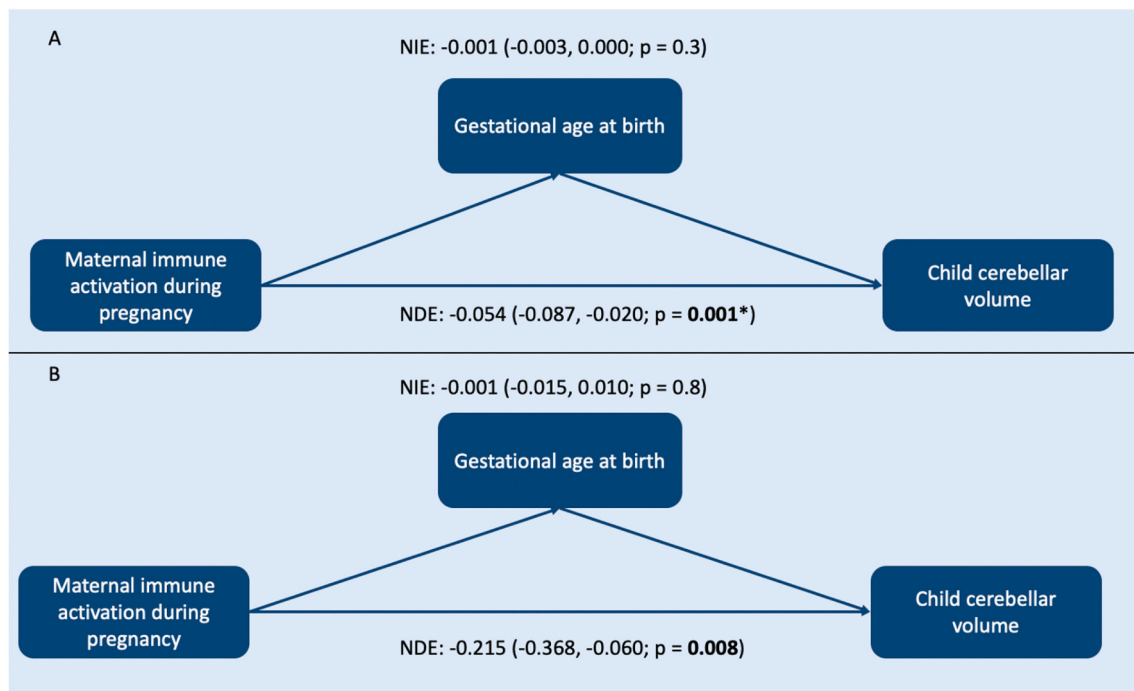 A
NIE: -0.001 (-0.003, 0.000; p = 0.3)
Gestational age at birth
Maternal immune
activation during
pregnancy
Child cerebellar
volume
NDE: -0.054 (-0.087, -0.020; p = 0.001*)
B
NIE: -0.001 (-0.015, 0.010; p = 0.8)
Gestational age at birth
Maternal immune
activation during
pregnancy
Child cerebellar
volume
NDE: -0.215 (-0.368, -0.060; p = 0.008)